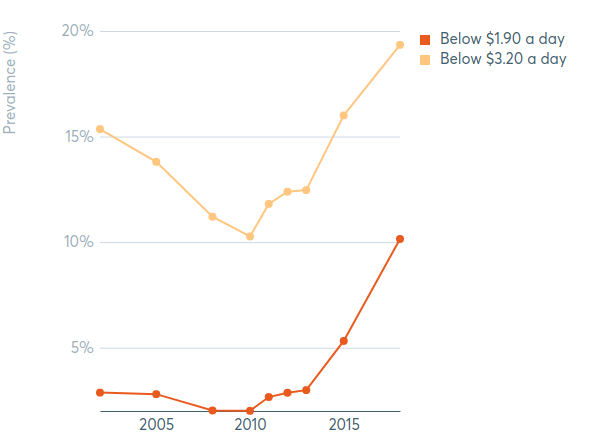 Prevalence (%)
20%
15%
10%
5%
2005 2010 2015
Below $1.90 a day
Below $3.20 a day